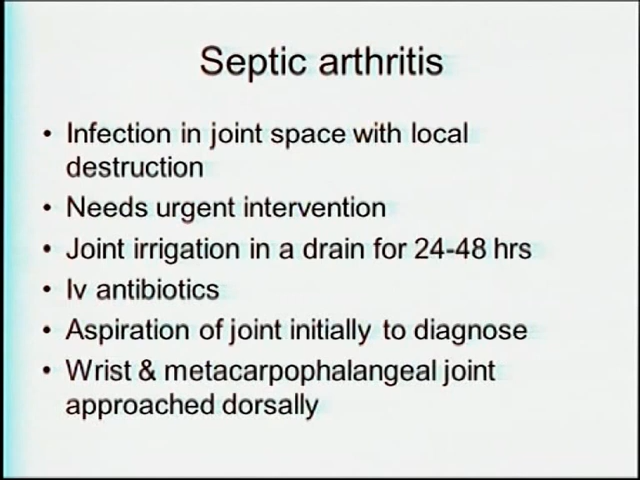 Septic arthritis
• Infection in joint space with local
destruction
• Needs urgent intervention
• Joint irrigation in a drain for 24-48 hrs
• Iv antibiotics
• Aspiration of joint initially to diagnose
• Wrist & metacarpophalangeal joint
approached dorsally